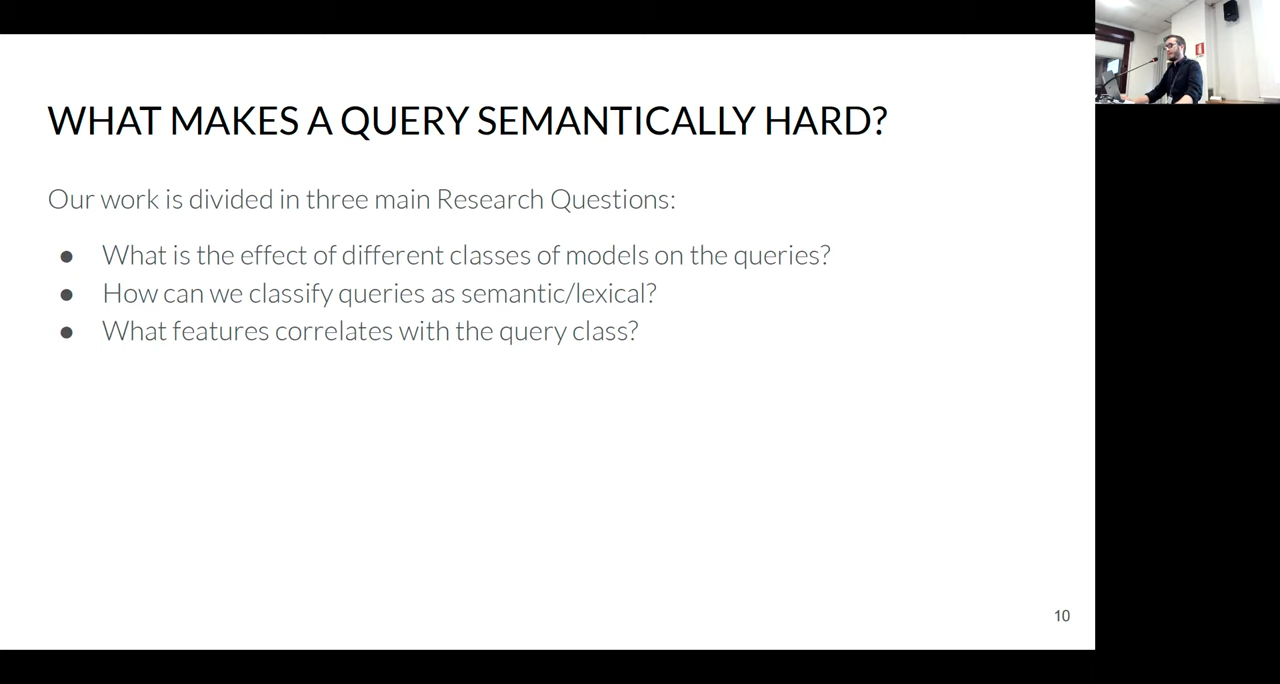 WHAT MAKES A QUERY SEMANTICALLY HARD?
Our work is divided in three main Research Questions:
● What is the effect of different classes of models on the queries?
● How can we classify queries as semantic/lexical?
● What features correlates with the query class?
10